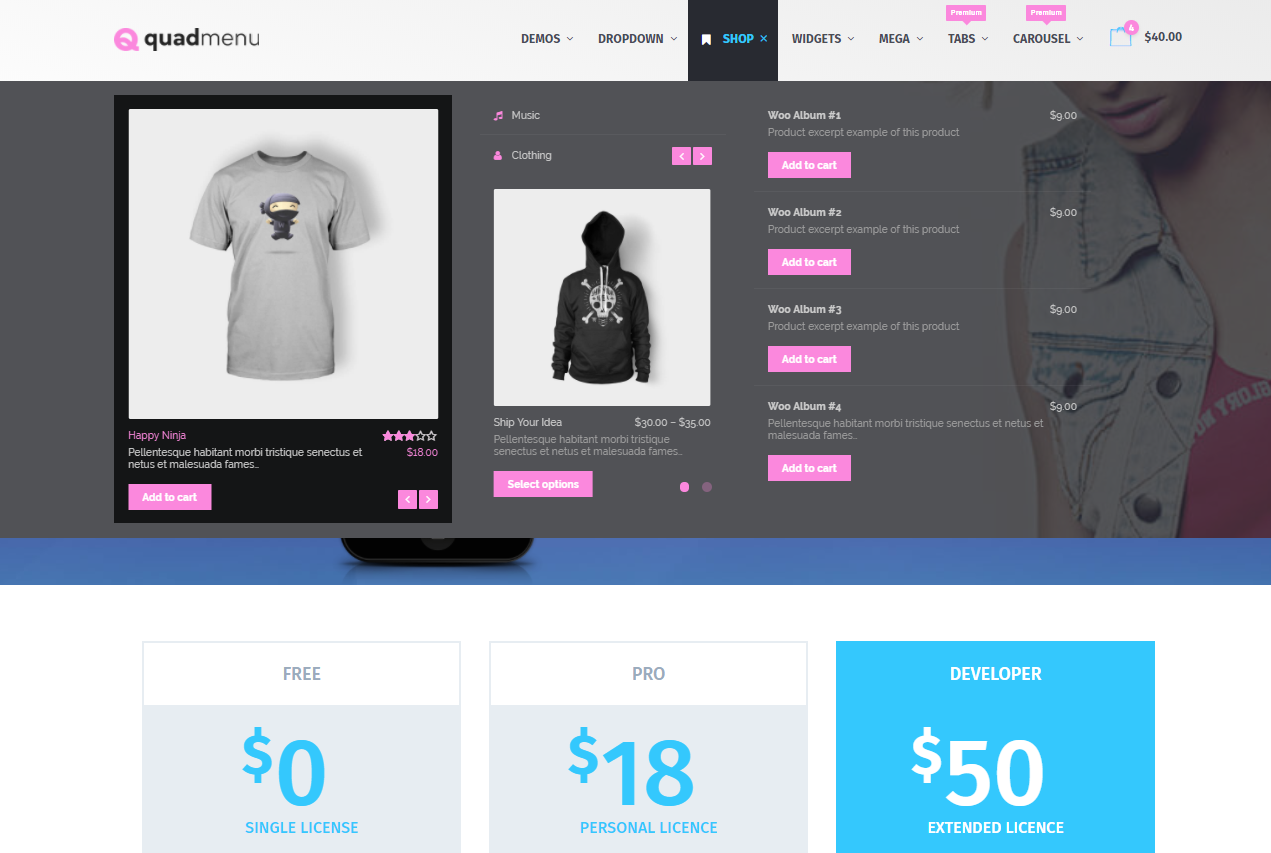 quadmenu
DEMOS
DROPDOWN
SHOP
WIDGETS
MEGA
Premium
TABS
Premium
CAROUSEL
4
$40.00
Happy Ninja
Pellentesque habitant morbi tristique senectus et
netus et malesuada fames...
$18.00
Add to cart
Music
Clothing
Ship Your Idea
$30.00 – $35.00
Pellentesque habitant morbi tristique
senectus et netus et malesuada fames...
Select options
Woo Album #1
$9.00
Product excerpt example of this product
Add to cart
Woo Album #2
$9.00
Product excerpt example of this product
Add to cart
Woo Album #3
$9.00
Product excerpt example of this product
Add to cart
Woo Album #4
$9.00
Pellentesque habitant morbi tristique senectus et netus et
malesuada fames...
Add to cart
FREE
$0
SINGLE LICENSE
PRO
$18
PERSONAL LICENCE
DEVELOPER
$50
EXTENDED LICENCE